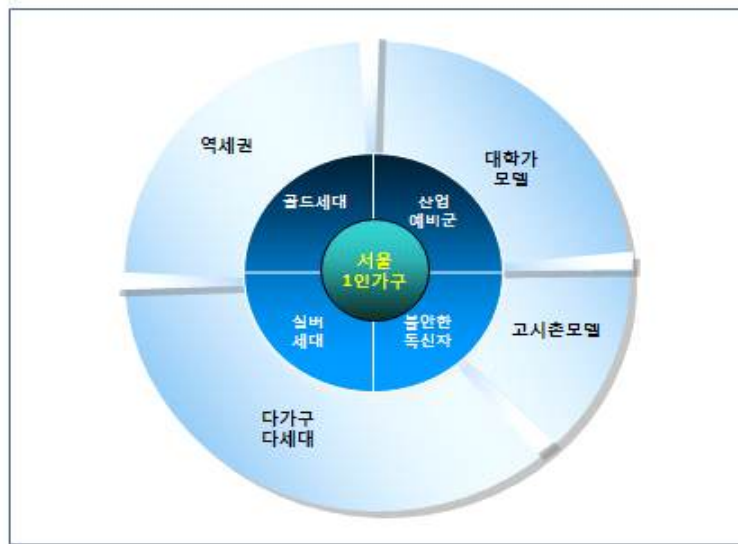 역세권
대학가
모델
골드세대
산업
예비군
서울
1인가구
실버
세대
불안한
독신자
고시촌모델
다가구
다세대